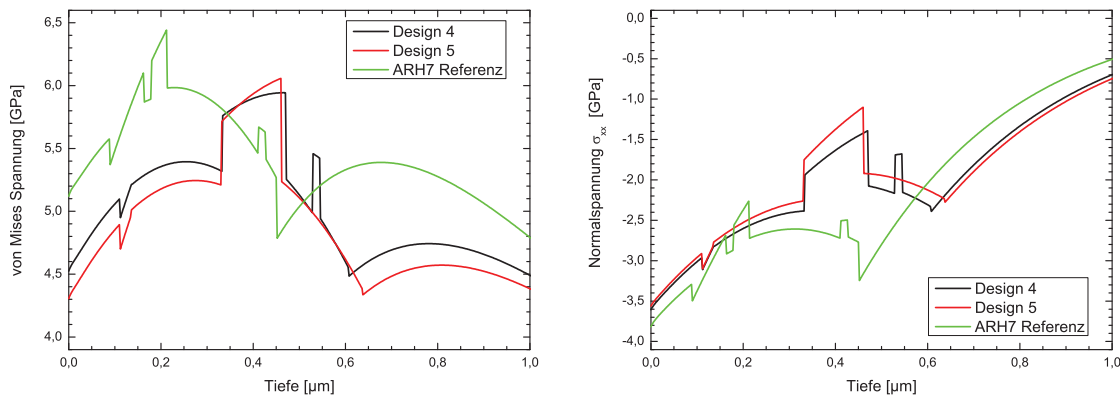 von Mises Spannung [GPa]
6,5
6,0
5,5
5,0
4,5
4,0
0,0
0,2
0,4
0,6
0,8
1,0
Tiefe [µm]
Design 4
Design 5
ARH7 Referenz
Normalspannung σxx [GPa]
0,0
-0,5
-1,0
-1,5
-2,0
-2,5
-3,0
-3,5
-4,0
0,0
0,2
0,4
0,6
0,8
1,0
Tiefe [µm]
Design 4
Design 5
ARH7 Referenz